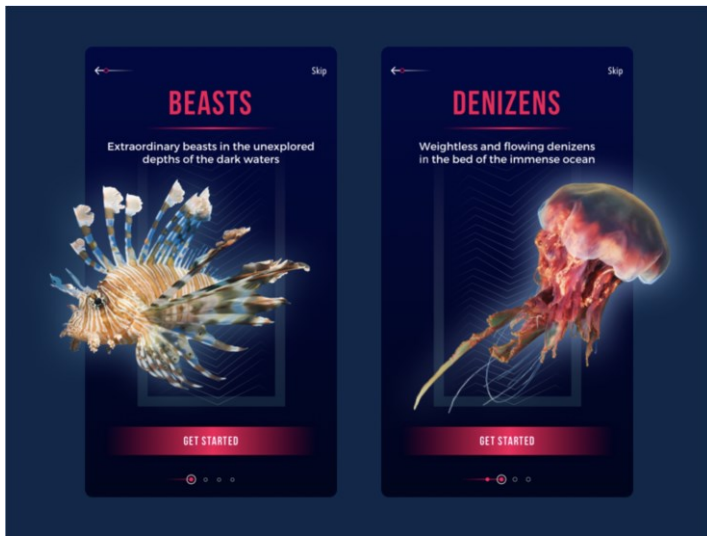 Skip
BEASTS
Extraordinary beasts in the unexplored
depths of the dark waters
GET STARTED
Skip
DENIZENS
Weightless and flowing denizens
in the bed of the immense ocean
GET STARTED